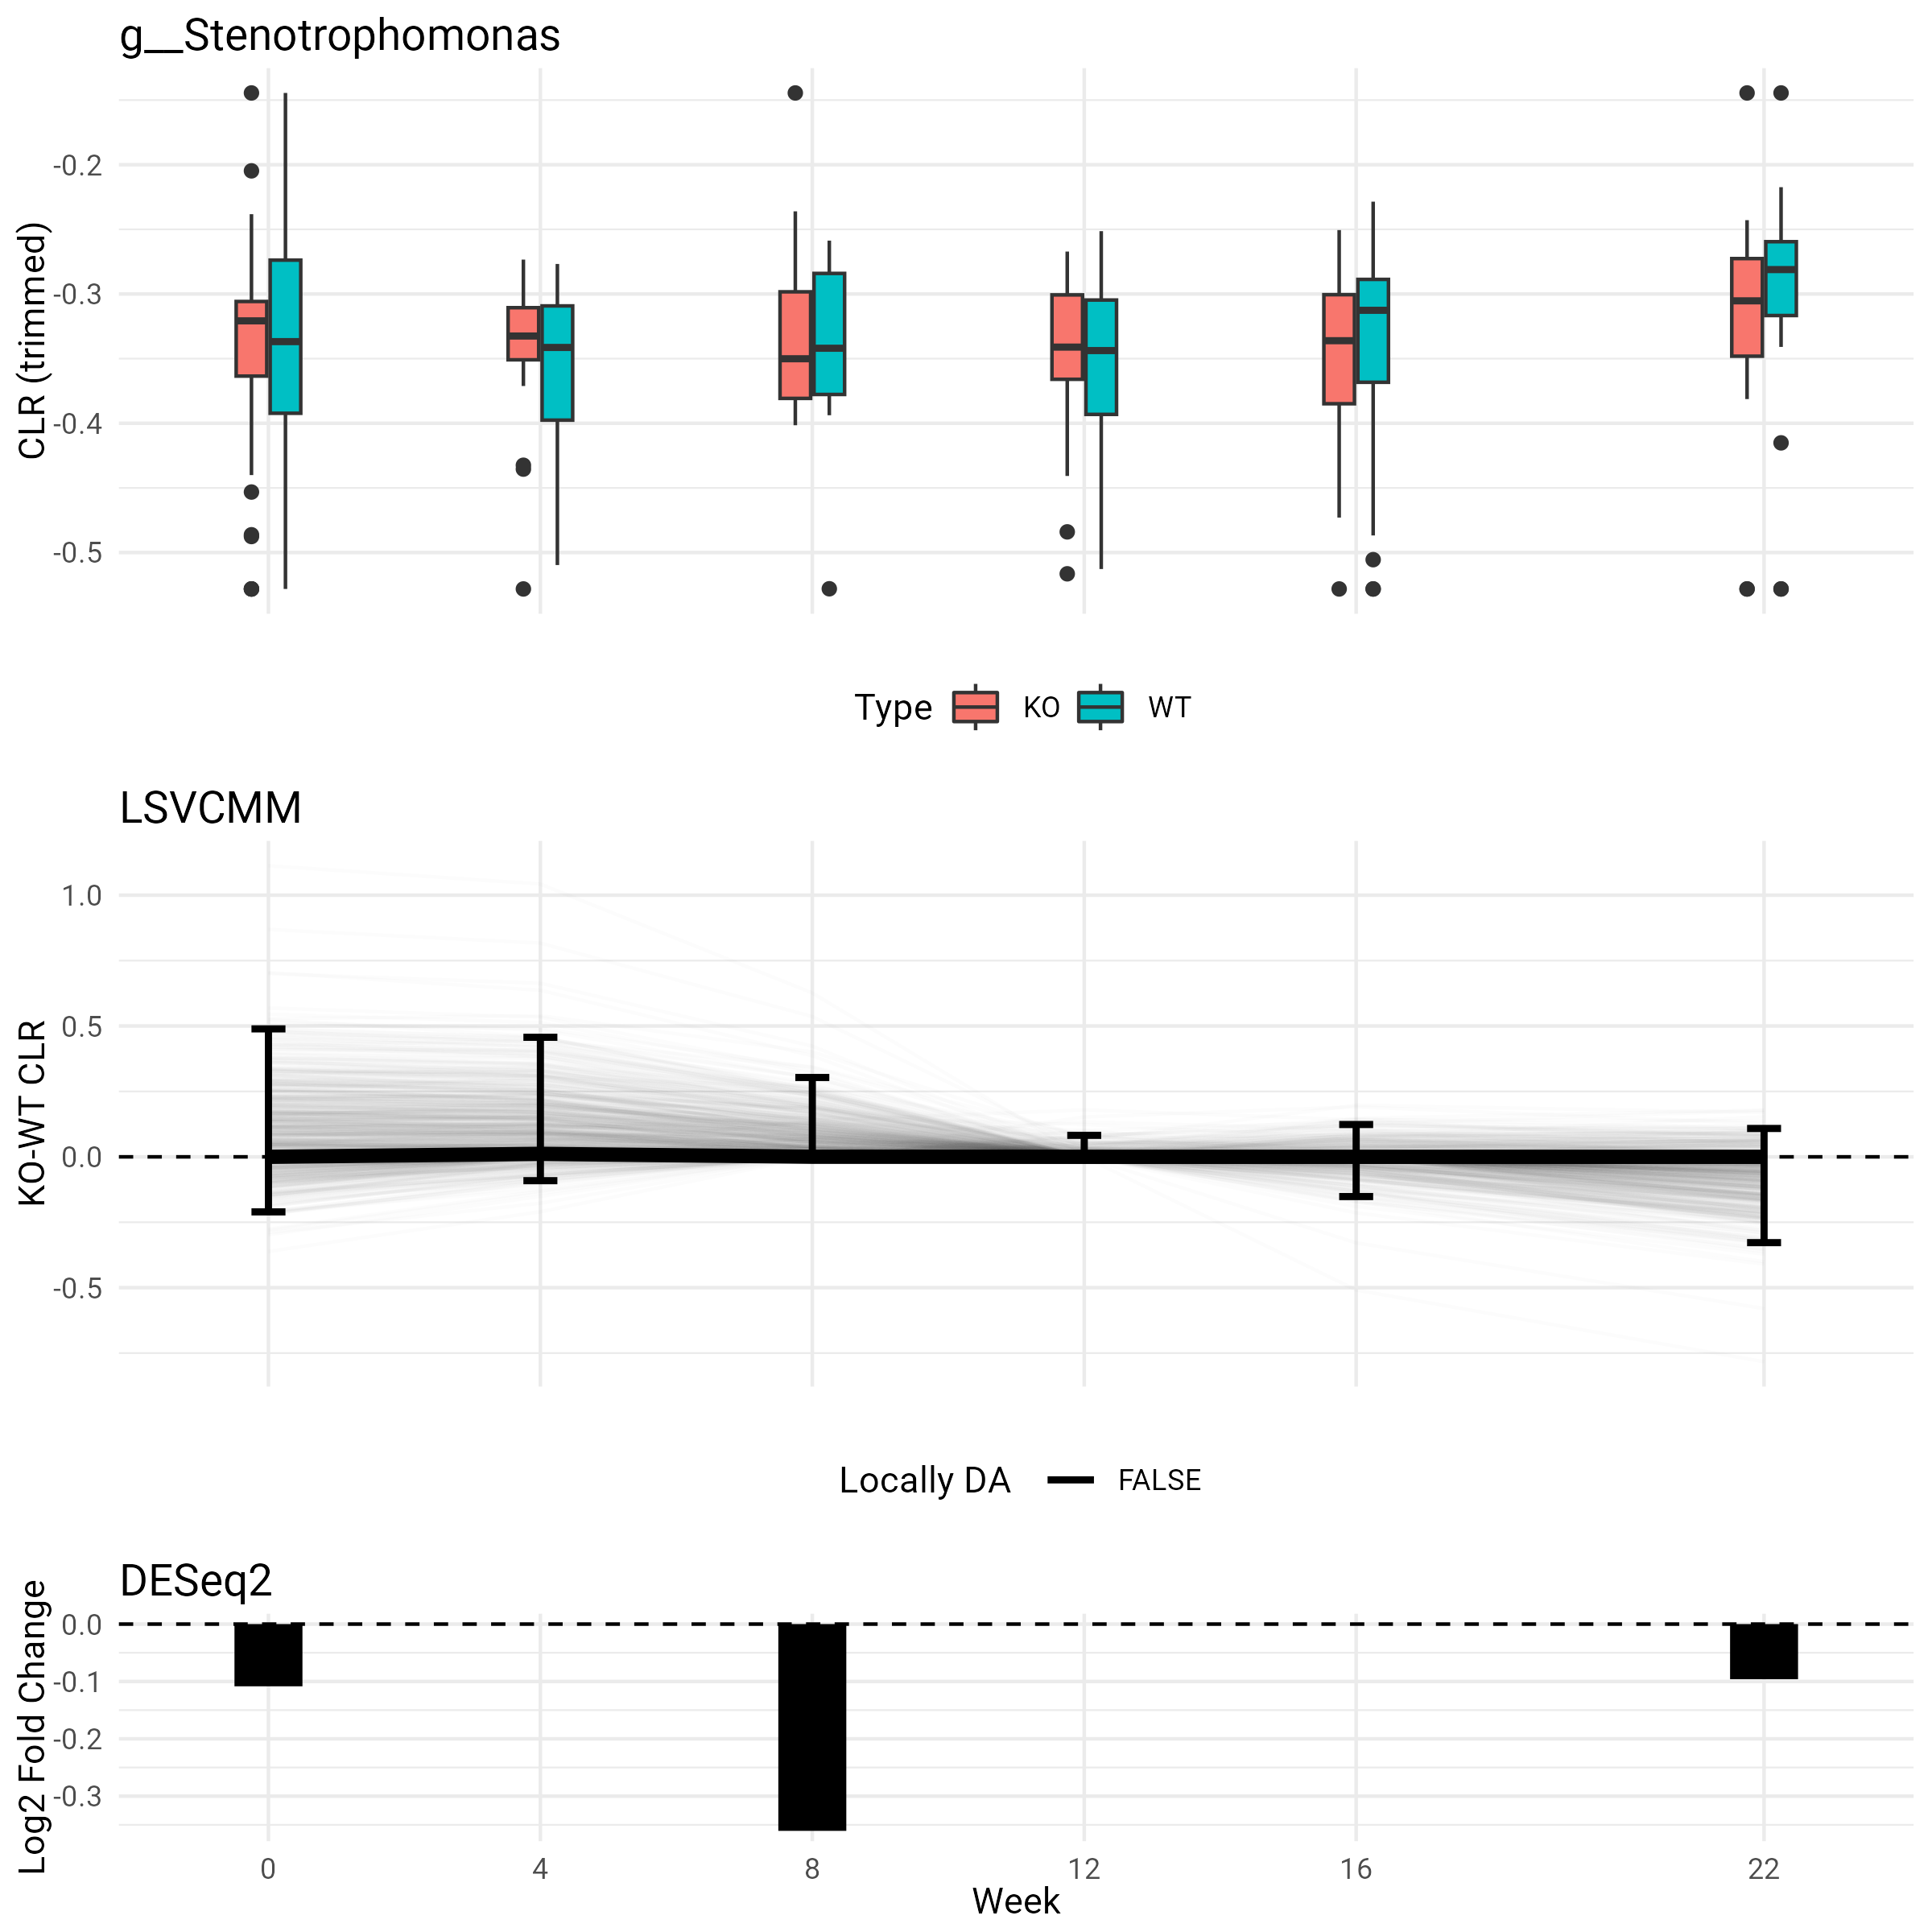 g__Stenotrophomonas
CLR (trimmed)
-0.2
-0.3
-0.4
-0.5
Type KO WT
LSVCMM
KO-WT CLR
1.0
0.5
0.0
-0.5
Locally DA FALSE
DESeq2
Log2 Fold Change
0.0
-0.1
-0.2
-0.3
0 4 8 12 16 22
Week